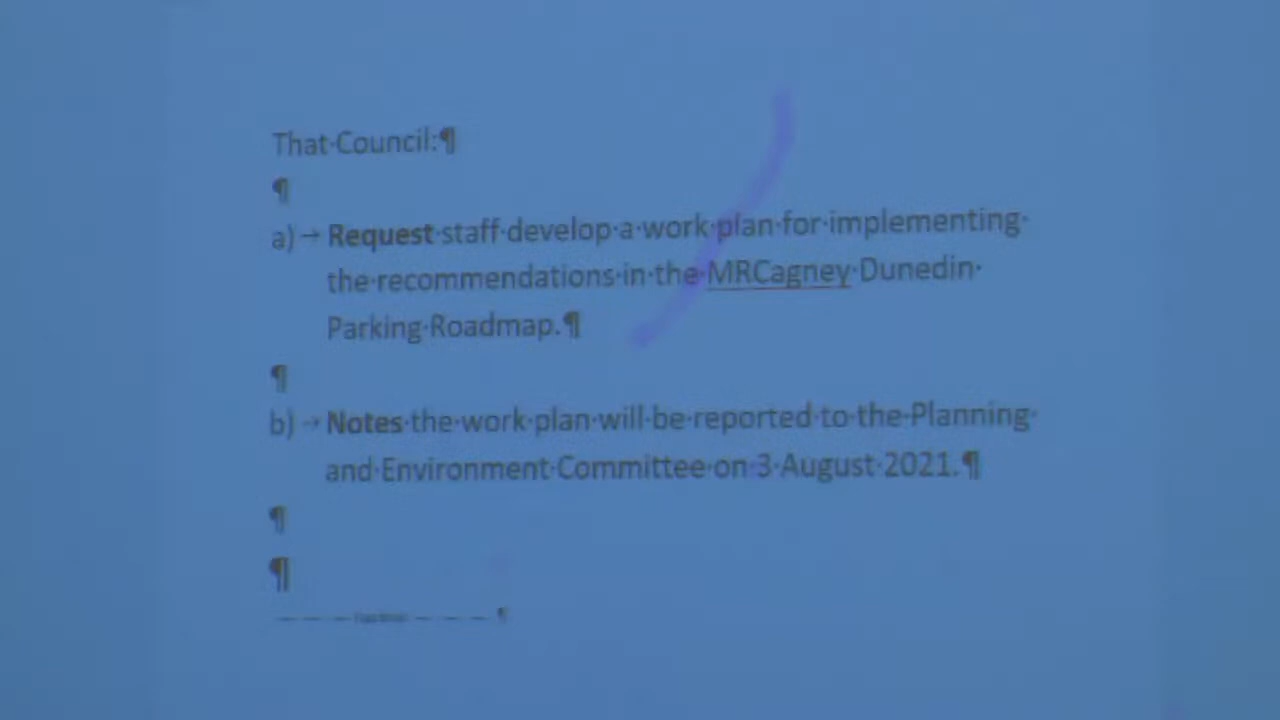 That Council:¶
¶
a) → Request staff develop a work plan for implementing
the recommendations in the MRCagney Dunedin
Parking Roadmap.¶
¶
b) → Notes the work plan will be reported to the Planning
and Environment Committee on 3 August 2021.¶
¶
¶
¶